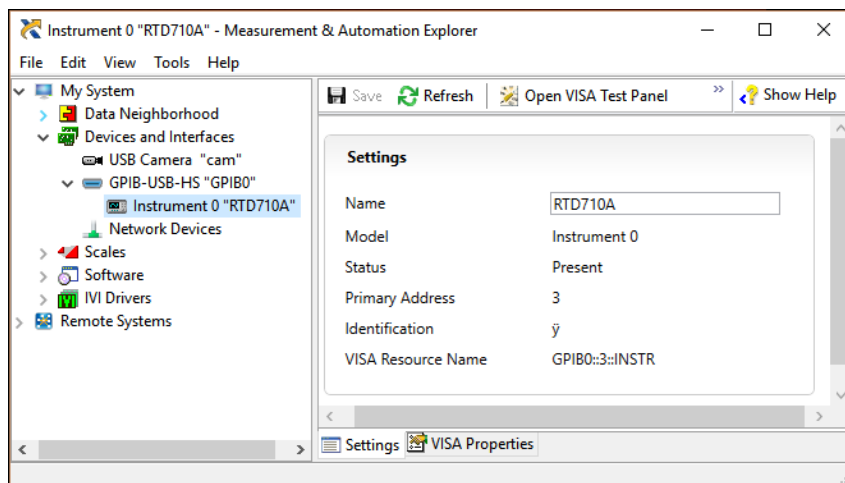 Instrument 0 "RTD710A" - Measurement & Automation Explorer
File Edit View Tools Help
My System
Data Neighborhood
Devices and Interfaces
USB Camera "cam"
GPIB-USB-HS "GPIB0"
Instrument 0 "RTD710A"
Network Devices
Scales
Software
IVI Drivers
Remote Systems
Save Refresh Open VISA Test Panel » Show Help
Settings
Name RTD710A
Model Instrument 0
Status Present
Primary Address 3
Identification ÿ
VISA Resource Name GPIB0::3::INSTR
Settings VISA Properties